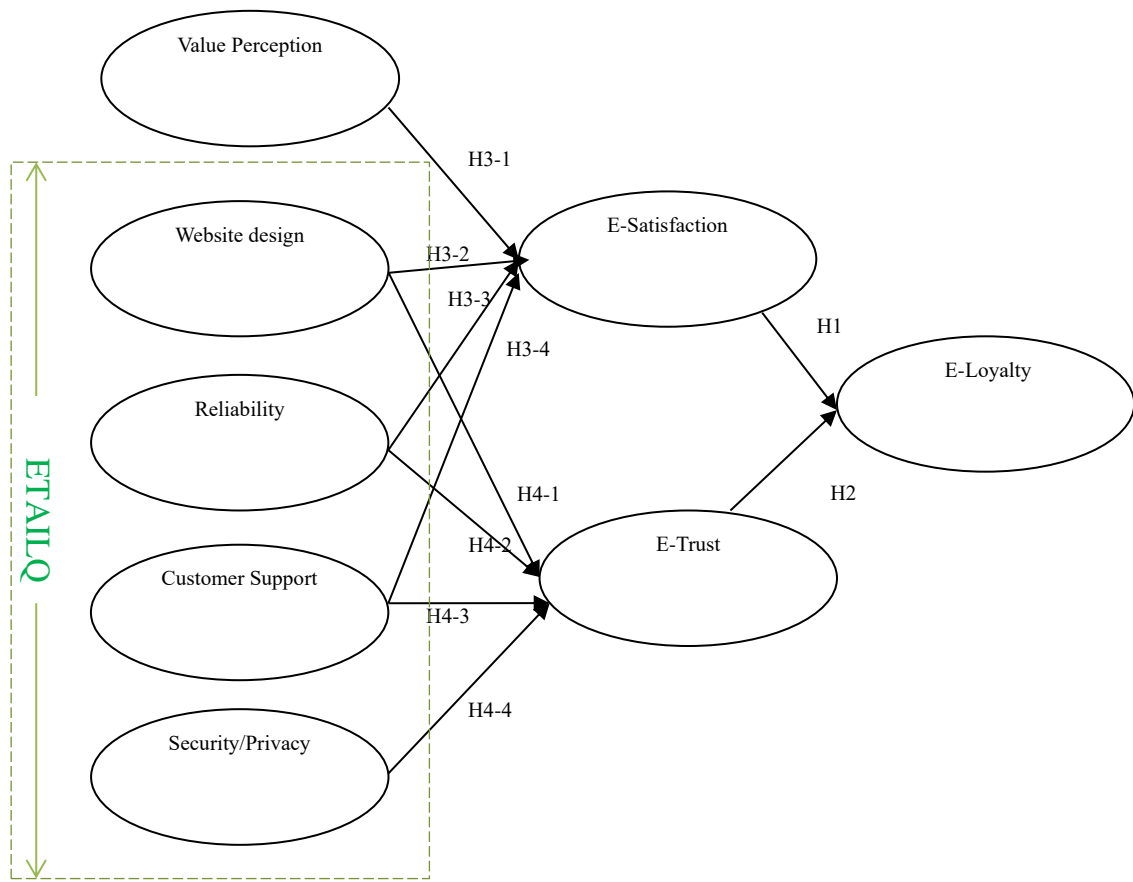 Value Perception
H3-1
Website design
E-Satisfaction
H3-2
H3-3
H3-4
H1
E-Loyalty
Reliability
ETAILQ
H4-1
H2
H4-2
E-Trust
Customer Support
H4-3
H4-4
Security/Privacy